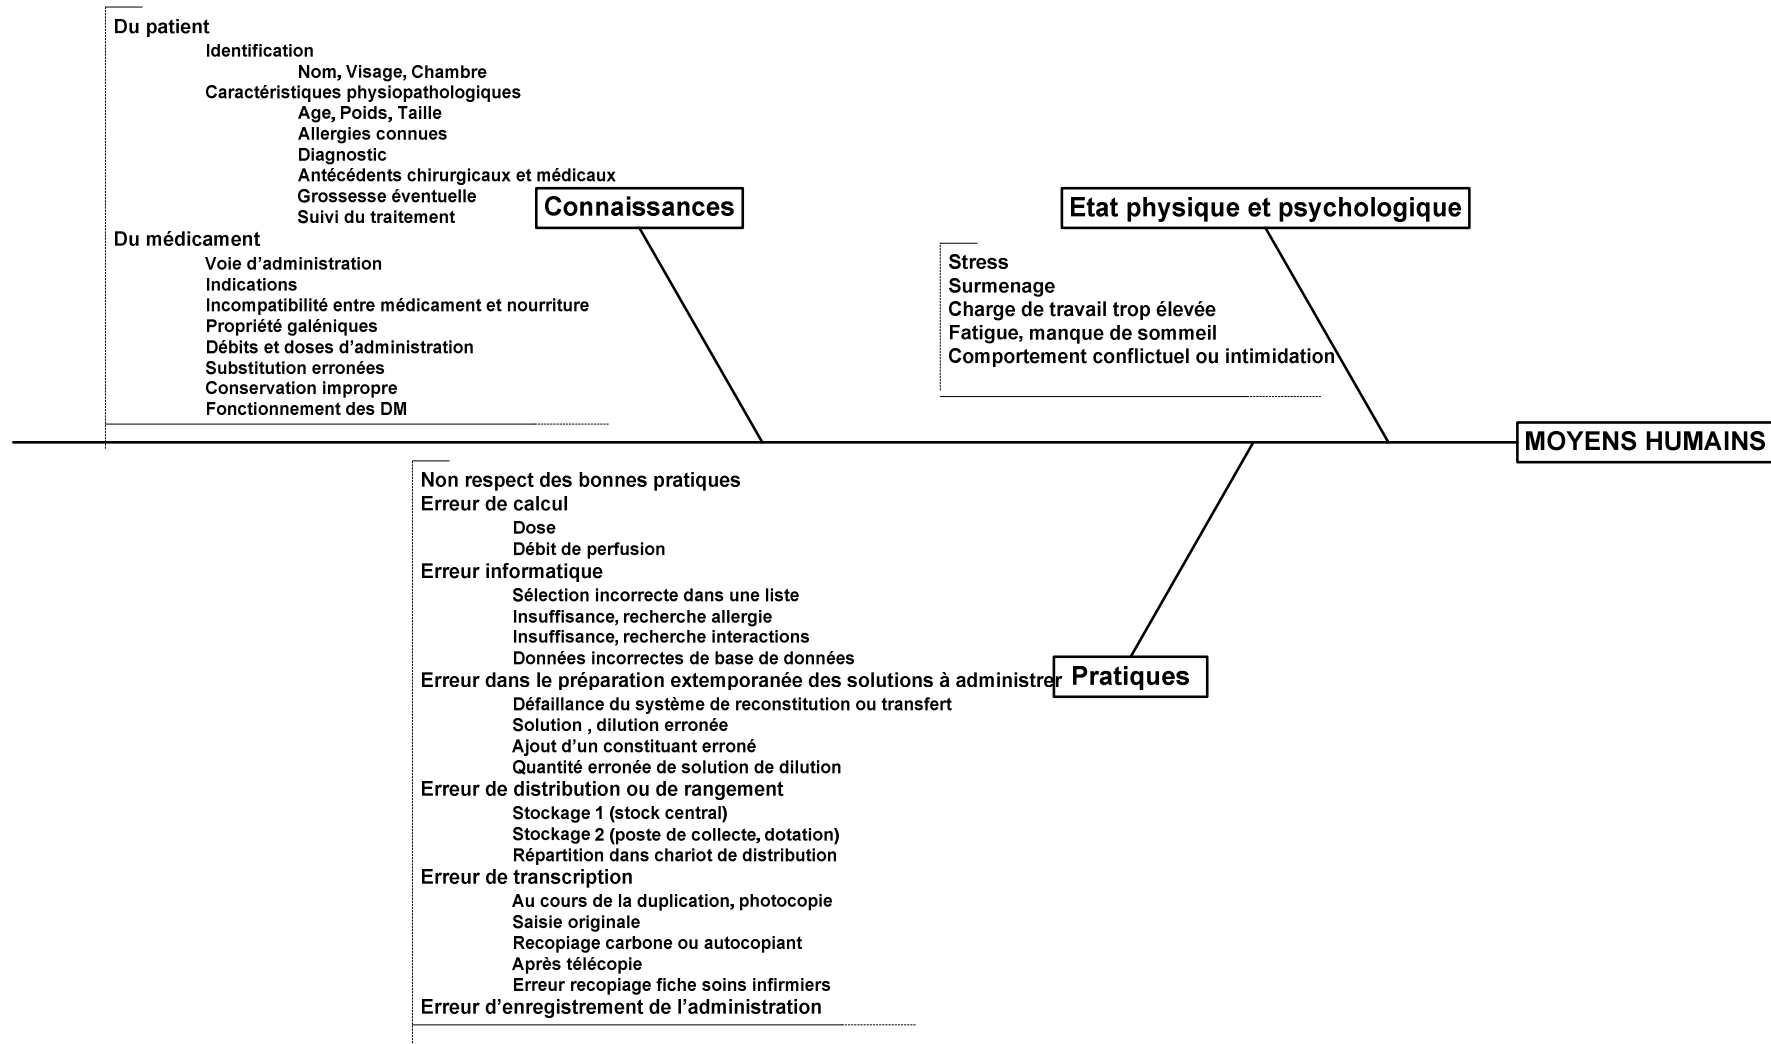 Du patient
Identification
Nom, Visage, Chambre
Caractéristiques physiopathologiques
Age, Poids, Taille
Allergies connues
Diagnostic
Antécédents chirurgicaux et médicaux
Grossesse éventuelle
Suivi du traitement
Du médicament
Voie d'administration
Indications
Incompatibilité entre médicament et nourriture
Propriété galéniques
Débits et doses d'administration
Substitution erronées
Conservation impropre
Fonctionnement des DM
Connaissances
Etat physique et psychologique
Stress
Surmenage
Charge de travail trop élevée
Fatigue, manque de sommeil
Comportement conflictuel ou intimidation
MOYENS HUMAINS
Non respect des bonnes pratiques
Erreur de calcul
Dose
Débit de perfusion
Erreur informatique
Sélection incorrecte dans une liste
Insuffisance, recherche allergie
Insuffisance, recherche interactions
Données incorrectes de base de données
Erreur dans le préparation extemporanée des solutions à administrer
Défaillance du système de reconstitution ou transfert
Solution , dilution erronée
Ajout d'un constituant erroné
Quantité erronée de solution de dilution
Erreur de distribution ou de rangement
Stockage 1 (stock central)
Stockage 2 (poste de collecte, dotation)
Répartition dans chariot de distribution
Erreur de transcription
Au cours de la duplication, photocopie
Saisie originale
Recopiage carbone ou autocopiant
Après télécopie
Erreur recopiage fiche soins infirmiers
Erreur d'enregistrement de l'administration
Pratiques